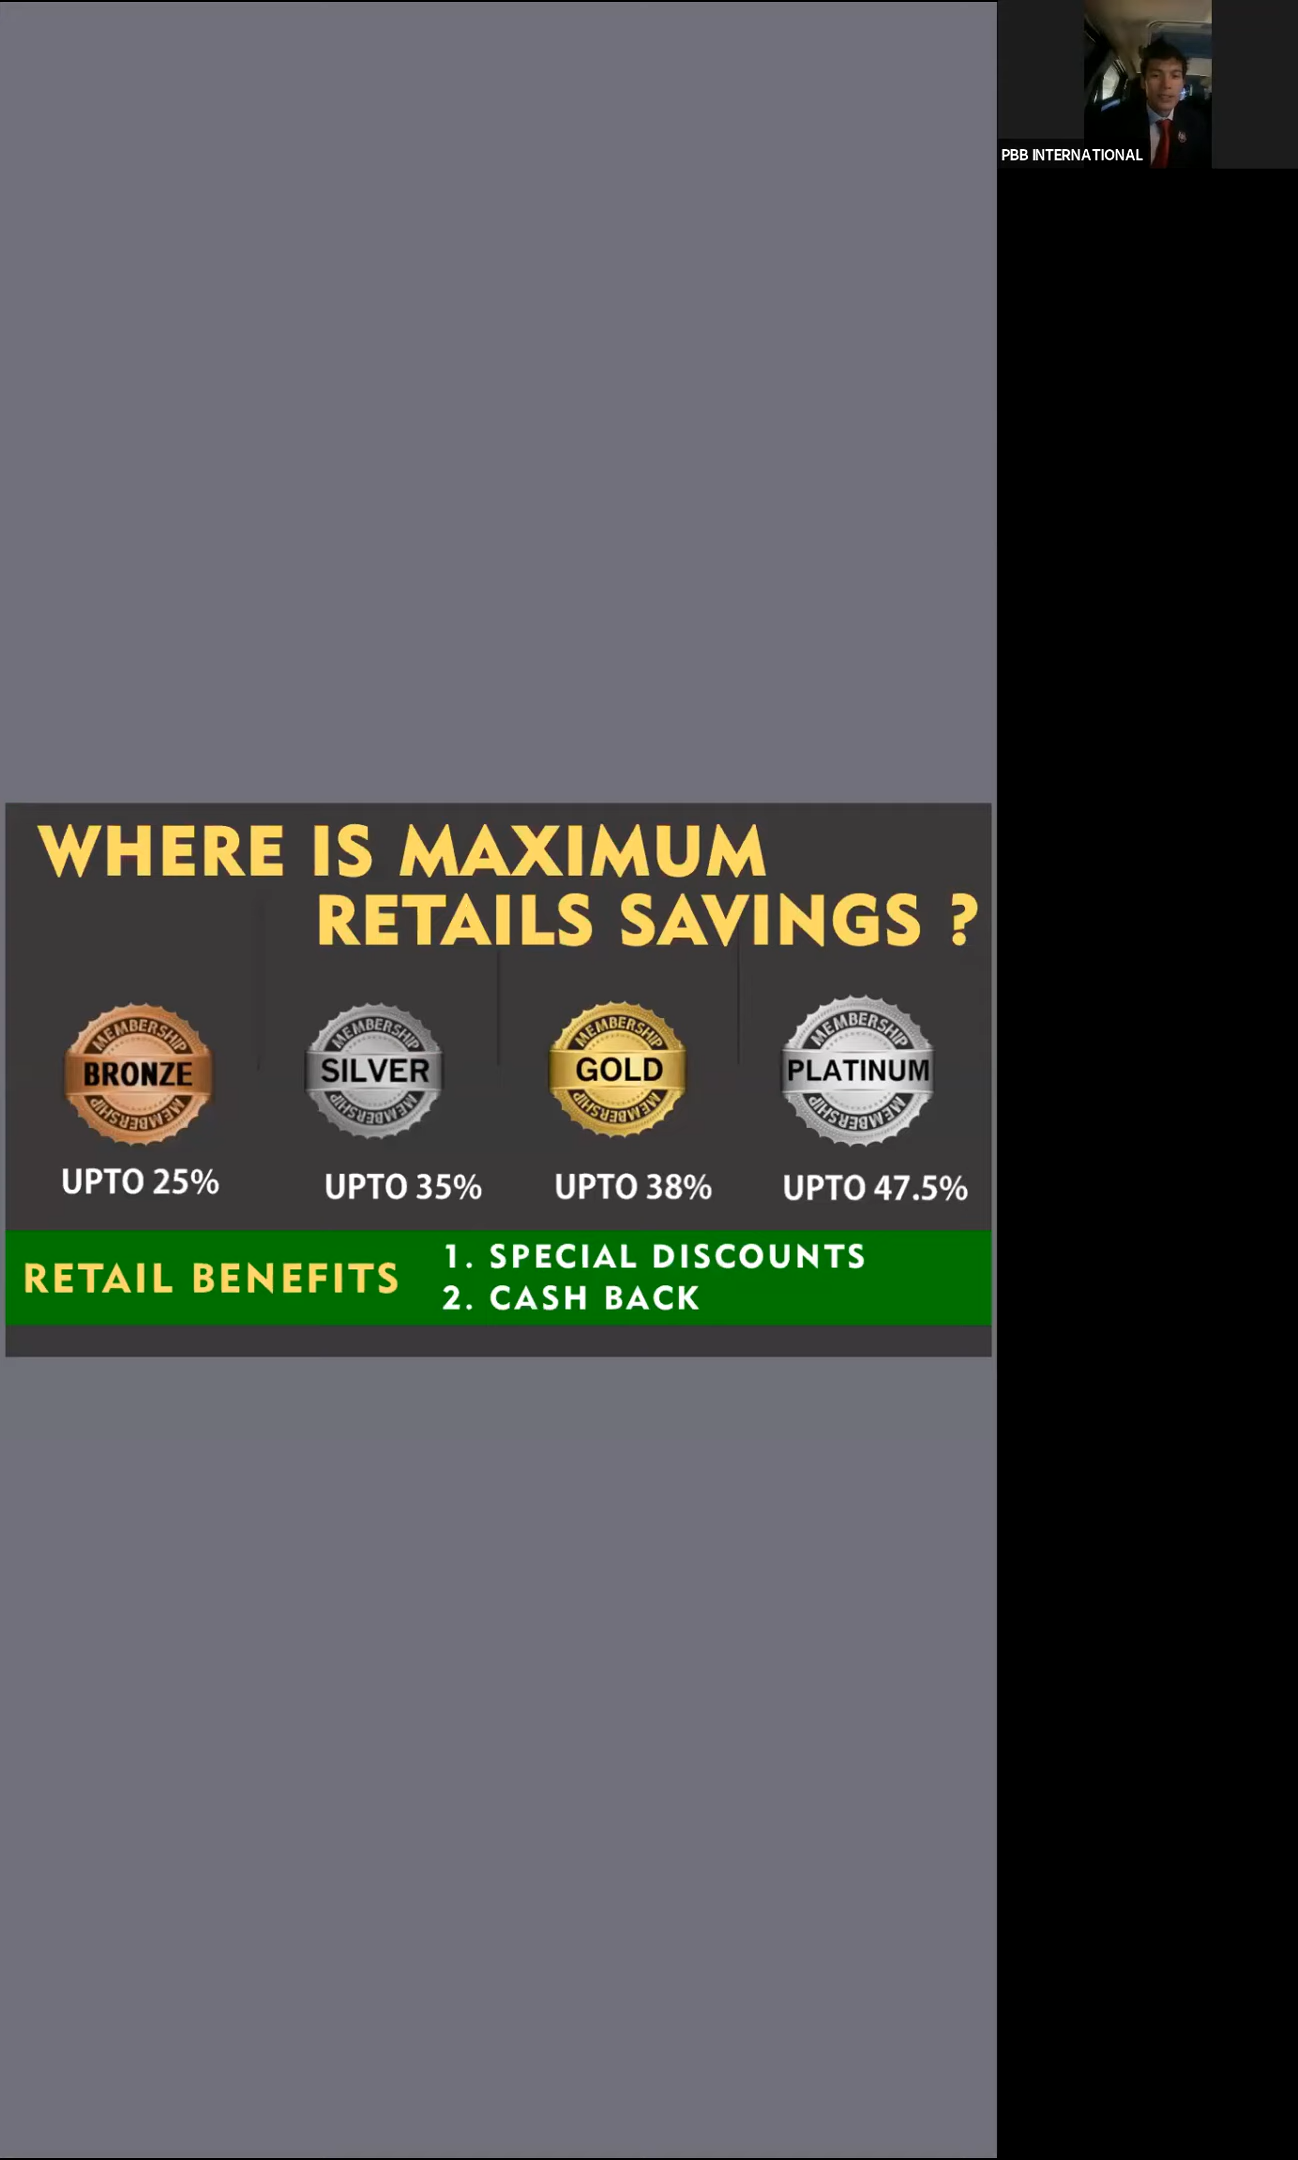 PBB INTERNATIONAL
WHERE IS MAXIMUM
RETAILS SAVINGS ?
MEMBERSHIP
BRONZE
MEMBERSHIP
MEMBERSHIP
SILVER
MEMBERSHIP
MEMBERSHIP
GOLD
MEMBERSHIP
MEMBERSHIP
PLATINUM
MEMBERSHIP
UPTO 25%
UPTO 35%
UPTO 38%
UPTO 47.5%
RETAIL BENEFITS
1. SPECIAL DISCOUNTS
2. CASH BACK